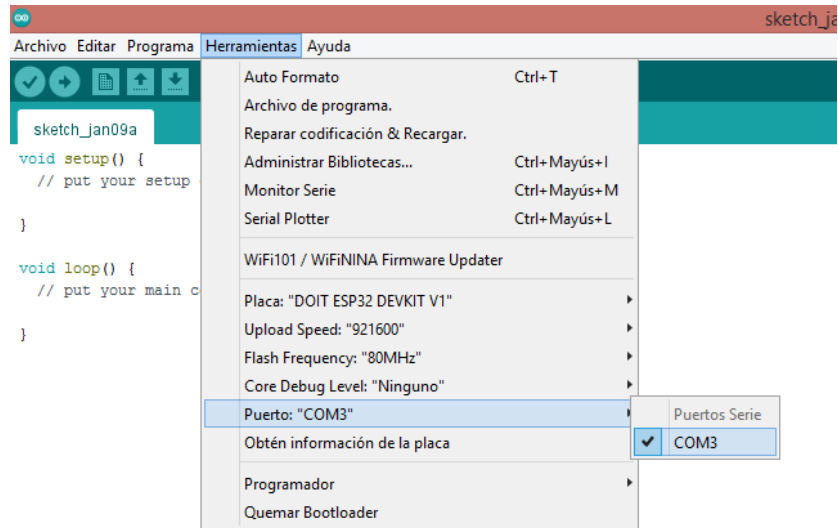 sketch_ja
Archivo Editar Programa Herramientas Ayuda
sketch_jan09a
void setup() {
// put your setup
}
void loop() {
// put your main c
}
Auto Formato Ctrl+T
Archivo de programa.
Reparar codificación & Recargar.
Administrar Bibliotecas... Ctrl+Mayús+I
Monitor Serie Ctrl+Mayús+M
Serial Plotter Ctrl+Mayús+L
WiFi101 / WiFiNINA Firmware Updater
Placa: "DOIT ESP32 DEVKIT V1"
Upload Speed: "921600"
Flash Frequency: "80MHz"
Core Debug Level: "Ninguno"
Puerto: "COM3"
Obtén información de la placa
Programador
Quemar Bootloader
Puertos Serie
COM3